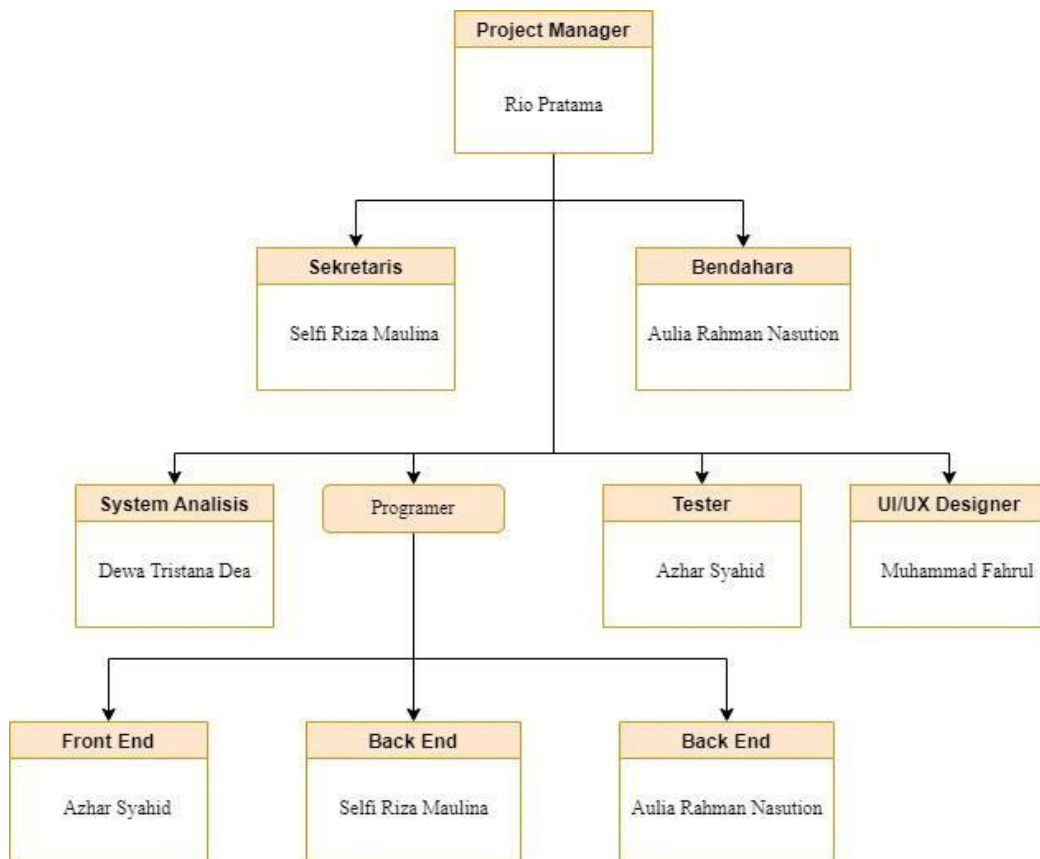 Project Manager
Rio Pratama
Sekretaris
Selfi Riza Maulina
Bendahara
Aulia Rahman Nasution
System Analisis
Dewa Tristana Dea
Programer
Tester
Azhar Syahid
UI/UX Designer
Muhammad Fahrul
Front End
Azhar Syahid
Back End
Selfi Riza Maulina
Back End
Aulia Rahman Nasution